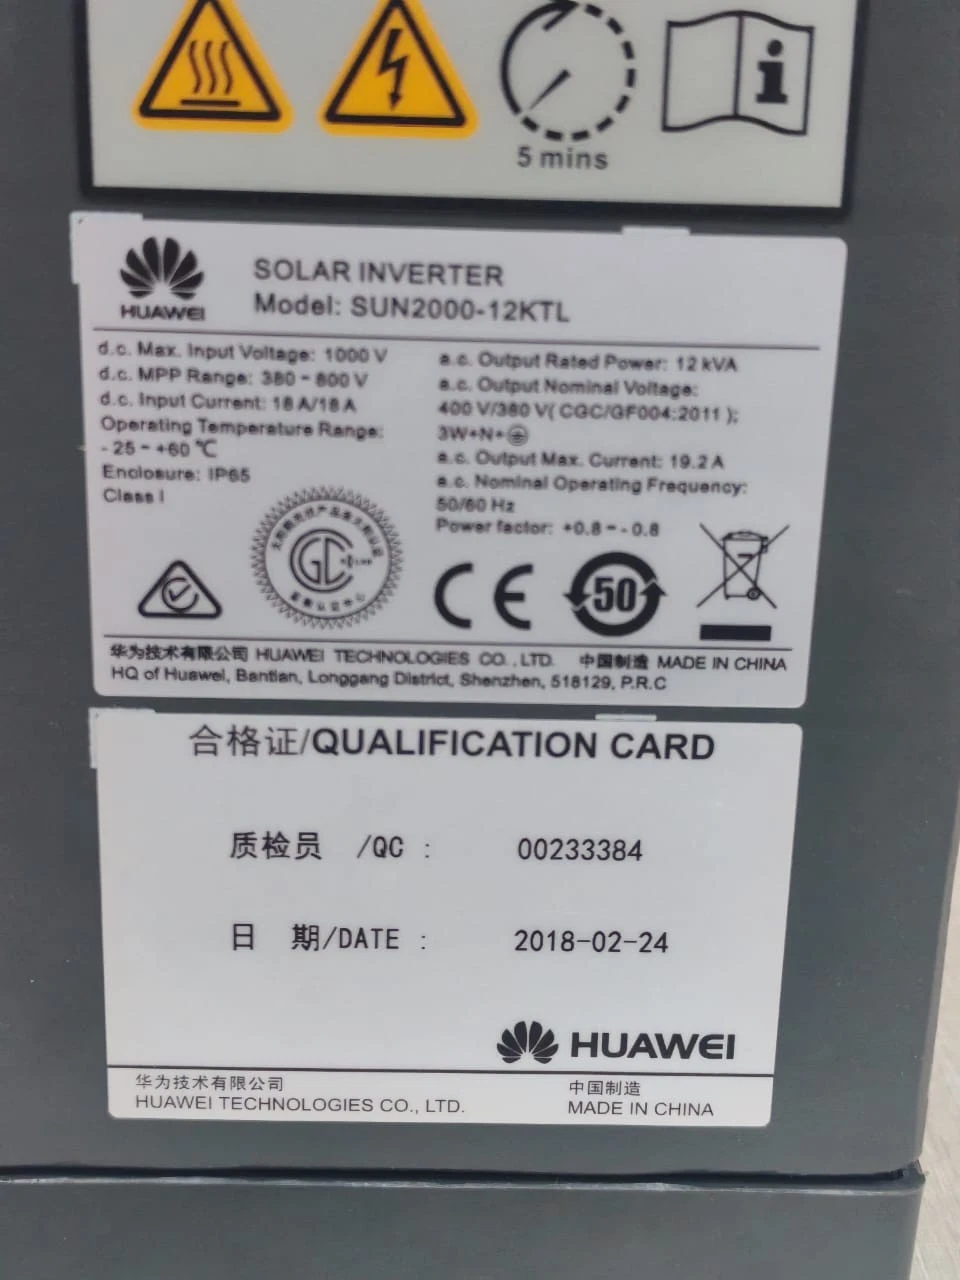 5 mins
HUAWEI
SOLAR INVERTER
Model: SUN2000-12KTL
d.c. Max. Input Voltage: 1000 V
d.c. MPP Range: 380 ~ 800 V
d.c. Input Current: 18 A/18 A
Operating Temperature Range:
- 25 ~ +60 ℃
Enclosure: IP65
Class I
a.c. Output Rated Power: 12 kVA
a.c. Output Nominal Voltage:
400 V/380 V( CGC/GF004:2011 );
3W+N+
a.c. Output Max. Current: 19.2 A
a.c. Nominal Operating Frequency:
50/60 Hz
Power factor: +0.8 ~ - 0.8
CGC
CE
50
华为技术有限公司 HUAWEI TECHNOLOGIES CO., LTD. 中国制造 MADE IN CHINA
HQ of Huawei, Bantian, Longgang District, Shenzhen, 518129, P.R.C
合格证/QUALIFICATION CARD
质检员 /QC : 00233384
日 期/DATE : 2018-02-24
HUAWEI
华为技术有限公司
HUAWEI TECHNOLOGIES CO., LTD.
中国制造
MADE IN CHINA